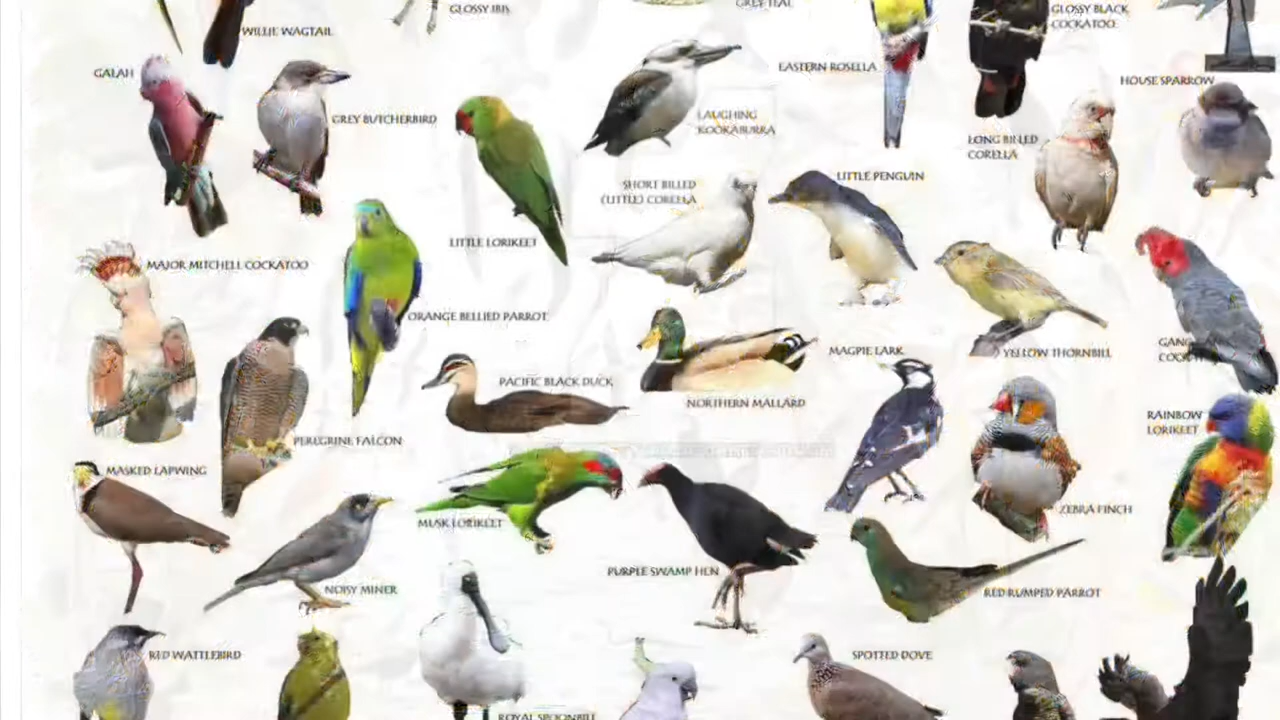 GLOSSY IBIS
GREY TEAL
GLOSSY BLACK
COCKATOO
WILLIE WAGTAIL
GALAH
EASTERN ROSELLA
HOUSE SPARROW
GREY BUTCHERBIRD
LAUGHING
KOOKABURRA
LONG BILLED
CORELLA
LITTLE PENGUIN
SHORT BILLED
(LITTLE) CORELLA
LITTLE LORIKEET
MAJOR MITCHELL COCKATOO
ORANGE BELLIED PARROT
MAGPIE LARK
YELLOW THORNBILL
PACIFIC BLACK DUCK
NORTHERN MALLARD
RAINBOW
LORIKEET
PEREGRINE FALCON
MASKED LAPWING
ZEBRA FINCH
MUSK LORIKEET
PURPLE SWAMP HEN
NOISY MINER
RED RUMPED PARROT
RED WATTLEBIRD
SPOTTED DOVE
ROYAL SPOONBILL